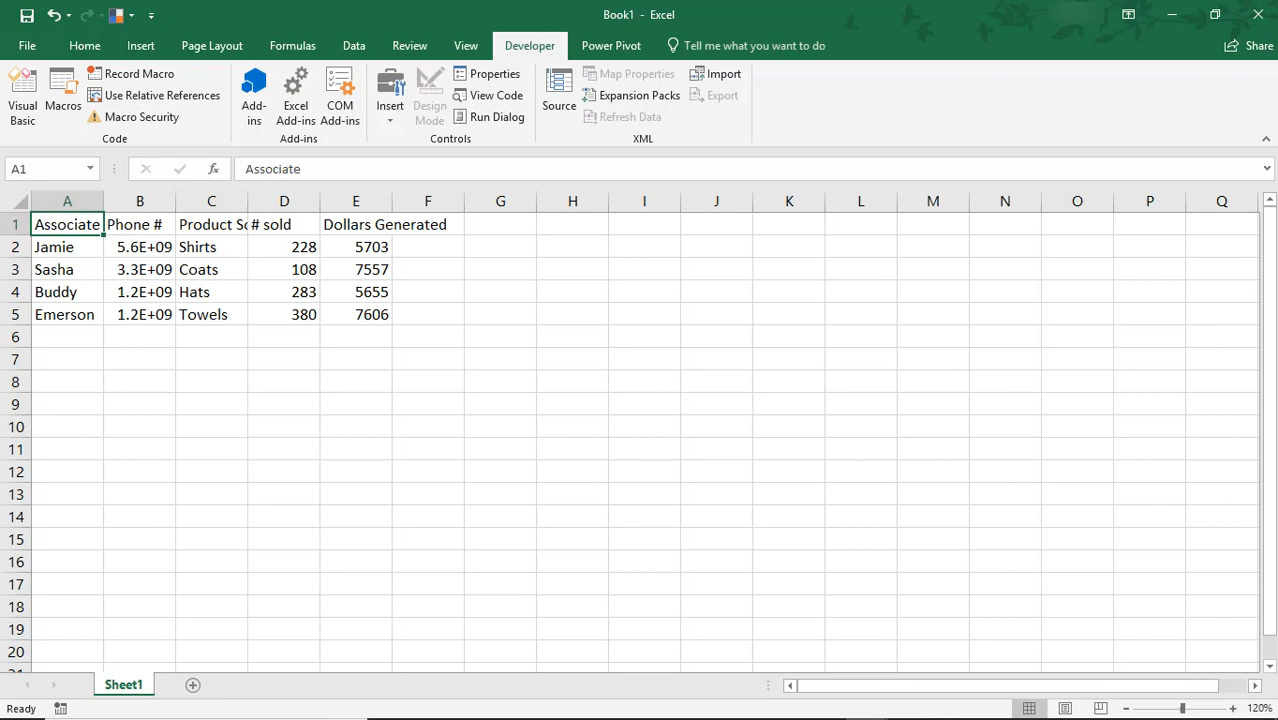 Book1 - Excel
File Home Insert Page Layout Formulas Data Review View Developer Power Pivot Tell me what you want to do Share
Visual Basic
Macros
Record Macro
Use Relative References
Macro Security
Code
Add-ins
Excel Add-ins
COM Add-ins
Add-ins
Insert
Design Mode
Properties
View Code
Run Dialog
Controls
Source
Map Properties
Expansion Packs
Refresh Data
Import
Export
XML
A1 fx Associate
A B C D E F G H I J K L M N O P Q
1 Associate Phone # Product So # sold Dollars Generated
2 Jamie 5.6E+09 Shirts 228 5703
3 Sasha 3.3E+09 Coats 108 7557
4 Buddy 1.2E+09 Hats 283 5655
5 Emerson 1.2E+09 Towels 380 7606
6
7
8
9
10
11
12
13
14
15
16
17
18
19
20
Sheet1
Ready 120%